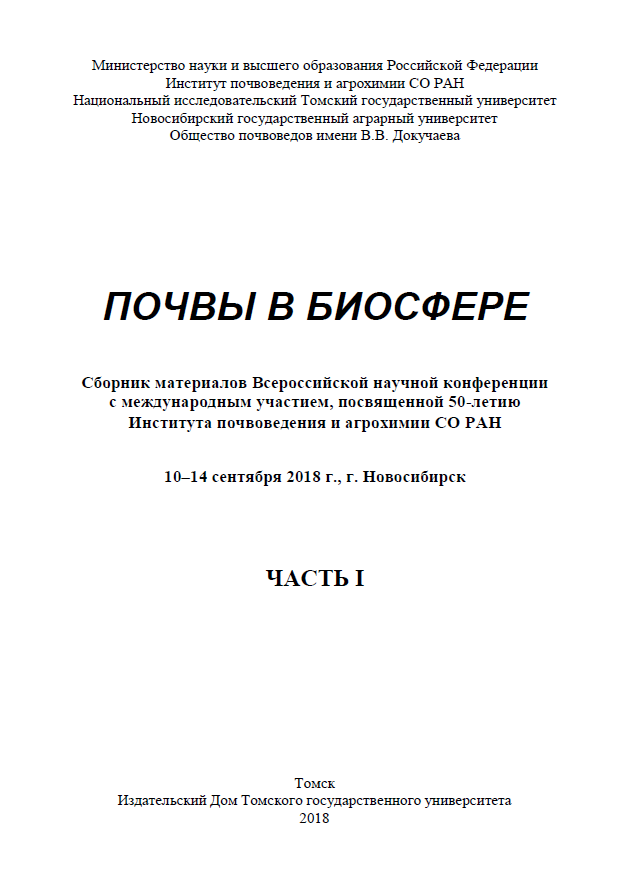 Министерство науки и высшего образования Российской Федерации
Институт почвоведения и агрохимии СО РАН
Национальный исследовательский Томский государственный университет
Новосибирский государственный аграрный университет
Общество почвоведов имени В.В. Докучаева
ПОЧВЫ В БИОСФЕРЕ
Сборник материалов Всероссийской научной конференции
с международным участием, посвященной 50-летию
Института почвоведения и агрохимии СО РАН
10–14 сентября 2018 г., г. Новосибирск
ЧАСТЬ I
Томск
Издательский Дом Томского государственного университета
2018